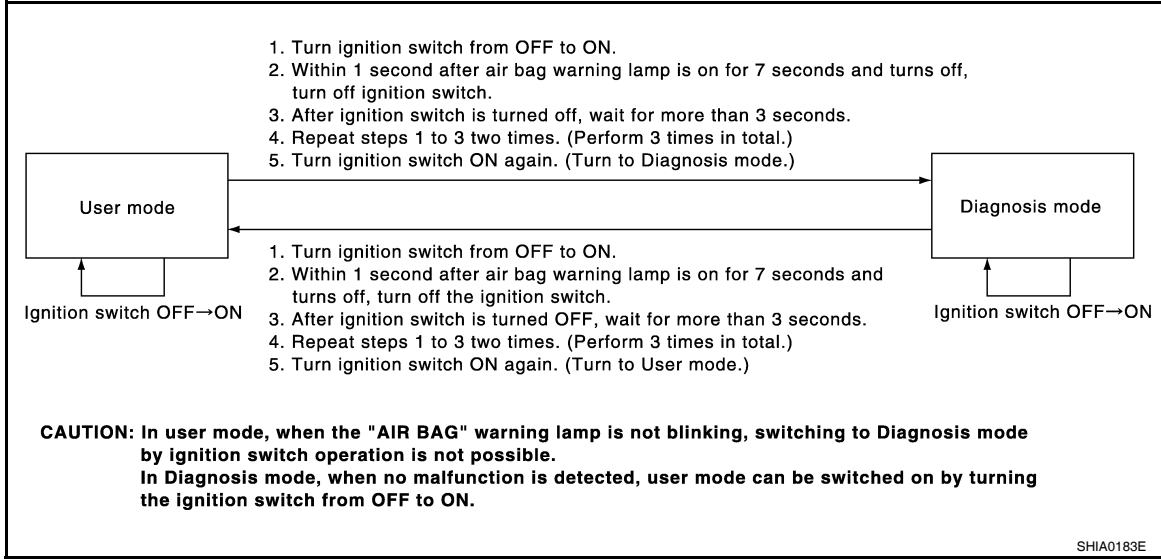 1. Turn ignition switch from OFF to ON.
2. Within 1 second after air bag warning lamp is on for 7 seconds and turns off,
turn off ignition switch.
3. After ignition switch is turned off, wait for more than 3 seconds.
4. Repeat steps 1 to 3 two times. (Perform 3 times in total.)
5. Turn ignition switch ON again. (Turn to Diagnosis mode.)
User mode
Diagnosis mode
1. Turn ignition switch from OFF to ON.
2. Within 1 second after air bag warning lamp is on for 7 seconds and
turns off, turn off the ignition switch.
3. After ignition switch is turned OFF, wait for more than 3 seconds.
4. Repeat steps 1 to 3 two times. (Perform 3 times in total.)
5. Turn ignition switch ON again. (Turn to User mode.)
Ignition switch OFF→ON
Ignition switch OFF→ON
CAUTION: In user mode, when the "AIR BAG" warning lamp is not blinking, switching to Diagnosis mode
by ignition switch operation is not possible.
In Diagnosis mode, when no malfunction is detected, user mode can be switched on by turning
the ignition switch from OFF to ON.
SHIA0183E